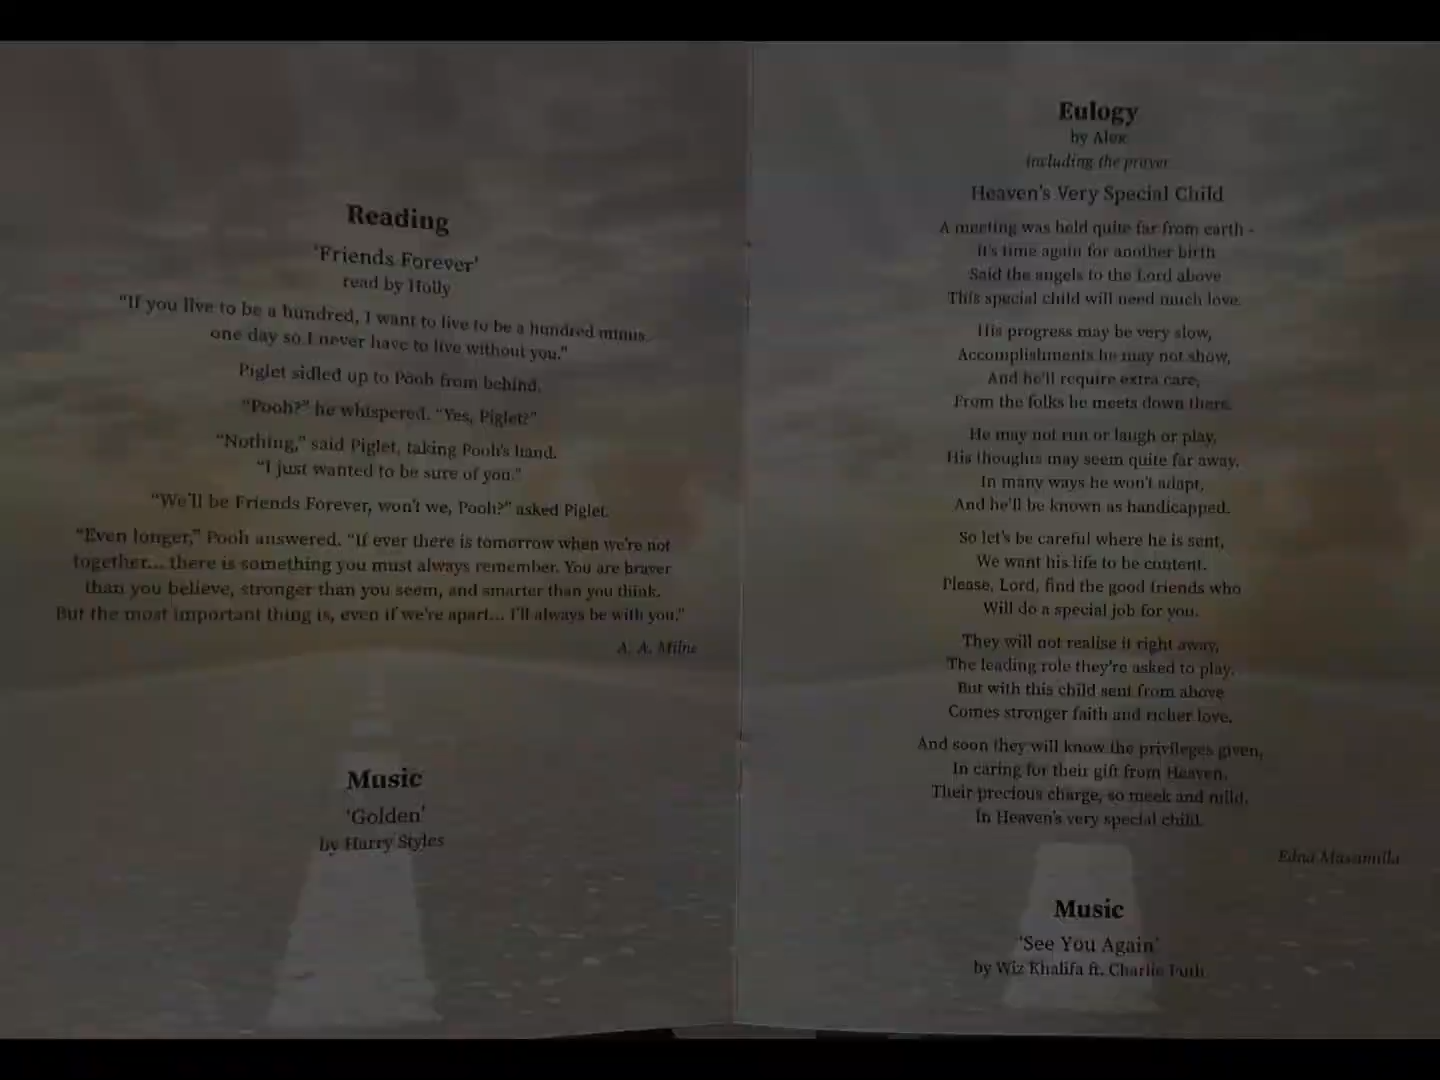 Reading
'Friends Forever'
read by Holly
"If you live to be a hundred, I want to live to be a hundred minus
one day so I never have to live without you."
Piglet sidled up to Pooh from behind.
"Pooh?" he whispered. "Yes, Piglet?"
"Nothing," said Piglet, taking Pooh's hand.
"I just wanted to be sure of you."
"We'll be Friends Forever, won't we, Pooh?" asked Piglet.
"Even longer," Pooh answered. "If ever there is tomorrow when we're not
together... there is something you must always remember. You are braver
than you believe, stronger than you seem, and smarter than you think.
But the most important thing is, even if we're apart... I'll always be with you."
A. A. Milne
Music
'Golden'
by Harry Styles
Eulogy
by Alex
including the prayer
Heaven's Very Special Child
A meeting was held quite far from earth -
It's time again for another birth
Said the angels to the Lord above
This special child will need much love.
His progress may be very slow,
Accomplishments he may not show,
And he'll require extra care,
From the folks he meets down there.
He may not run or laugh or play,
His thoughts may seem quite far away,
In many ways he won't adapt,
And he'll be known as handicapped.
So let's be careful where he is sent,
We want his life to be content.
Please, Lord, find the good friends who
Will do a special job for you.
They will not realise it right away,
The leading role they're asked to play,
But with this child sent from above
Comes stronger faith and richer love.
And soon they will know the privileges given,
In caring for their gift from Heaven.
Their precious charge, so meek and mild,
In Heaven's very special child.
Edna Massimilla
Music
'See You Again'
by Wiz Khalifa ft. Charlie Puth